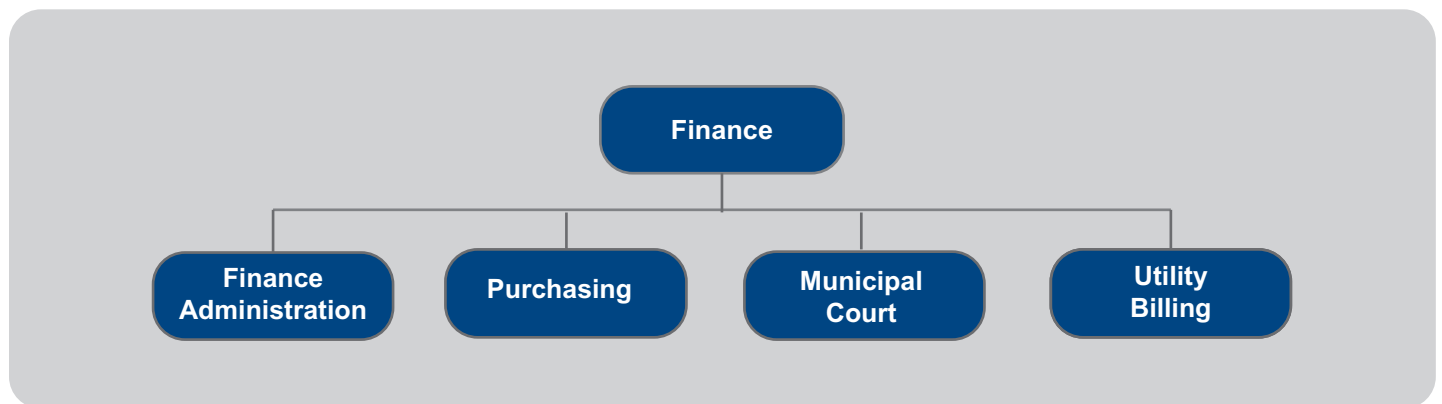 Finance
Finance
Administration
Purchasing
Municipal
Court
Utility
Billing